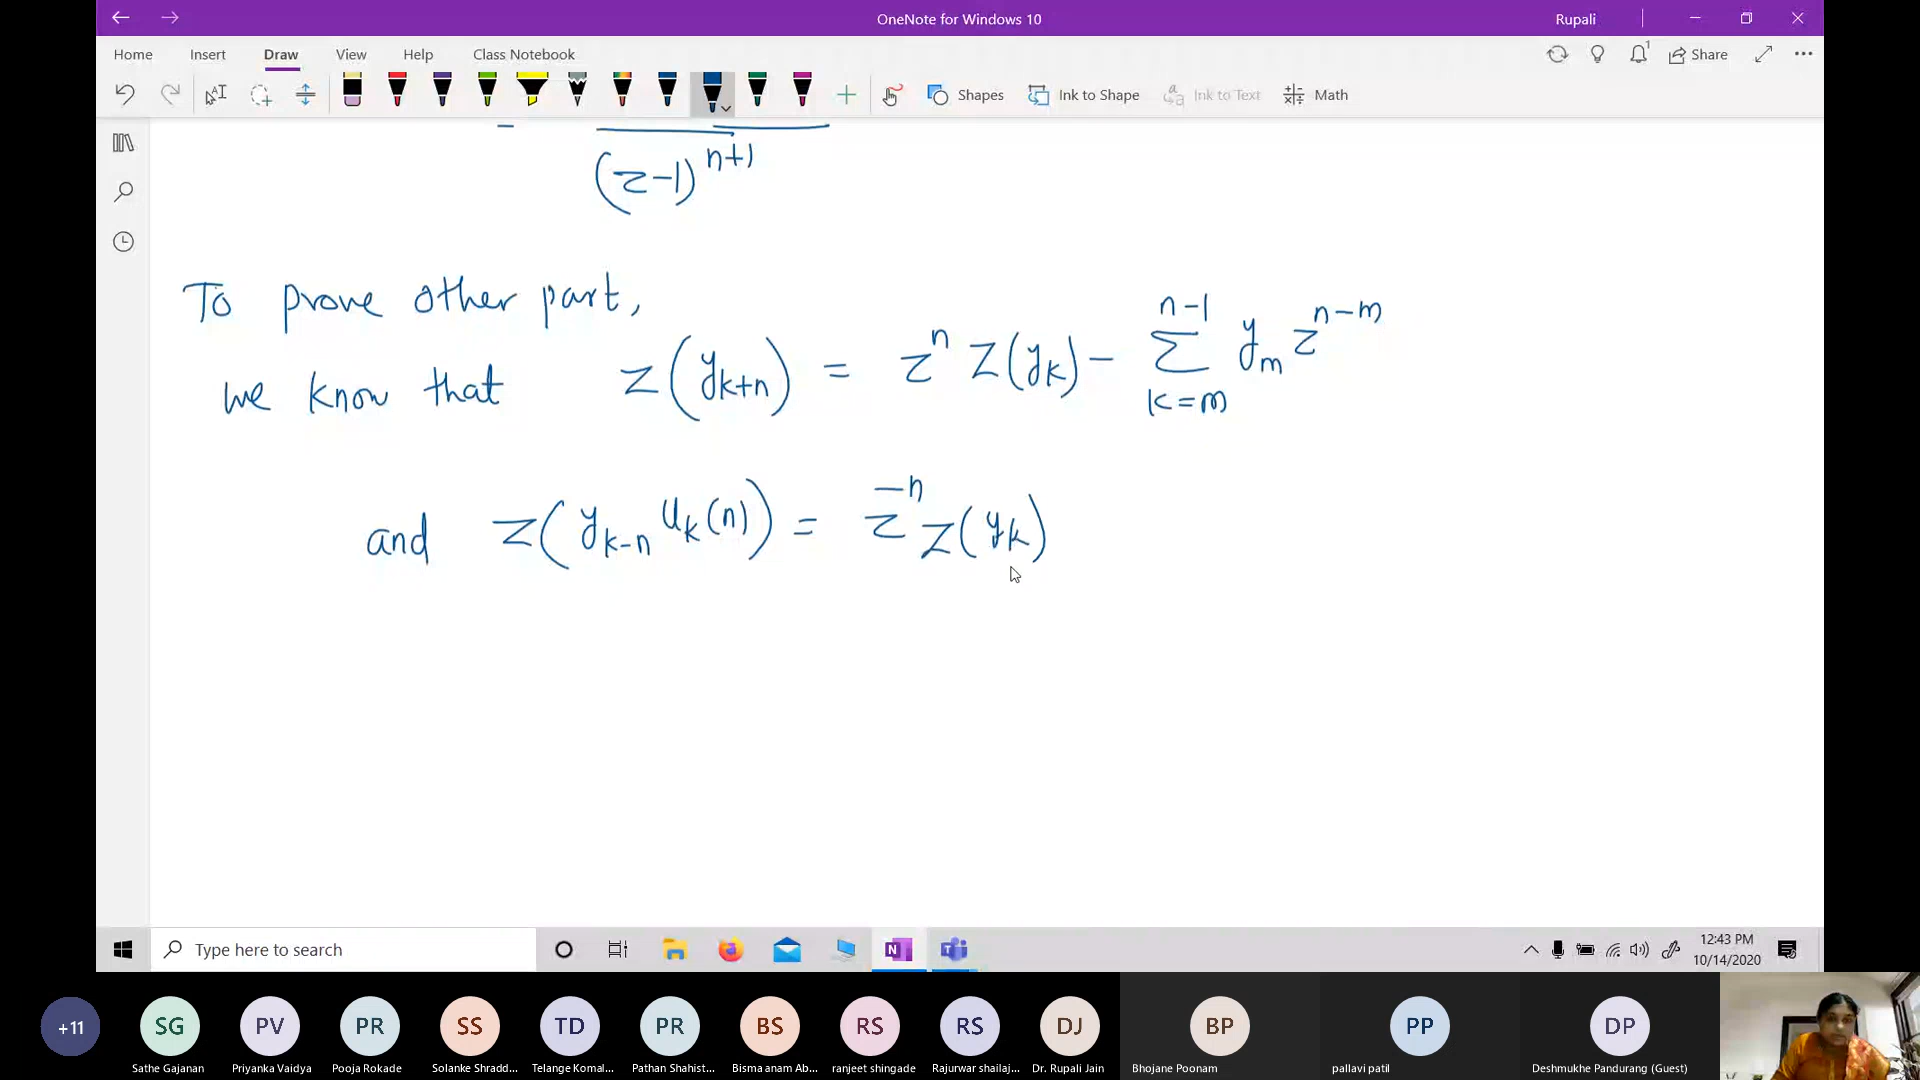 OneNote for Windows 10
Rupali
Home Insert Draw View Help Class Notebook
Share
Shapes Ink to Shape Ink to Text Math
(z-1)^{n+1}
To prove other part,
we know that z(y_{k+n}) = z^n Z(y_k) - \sum_{k=m}^{n-1} y_m z^{n-m}
and z(y_{k-n} u_k(n)) = z^{-n} z(y_k)
Type here to search
12:43 PM
10/14/2020
+11 SG PV PR SS TD PR BS RS RS DJ BP PP DP
Sathe Gajanan Priyanka Vaidya Pooja Rokade Solanke Shradd... Telange Komal... Pathan Shahist... Bisma anam Ab... ranjeet shingade Rajurwar shailaj... Dr. Rupali Jain Bhojane Poonam pallavi patil Deshmukhe Pandurang (Guest)